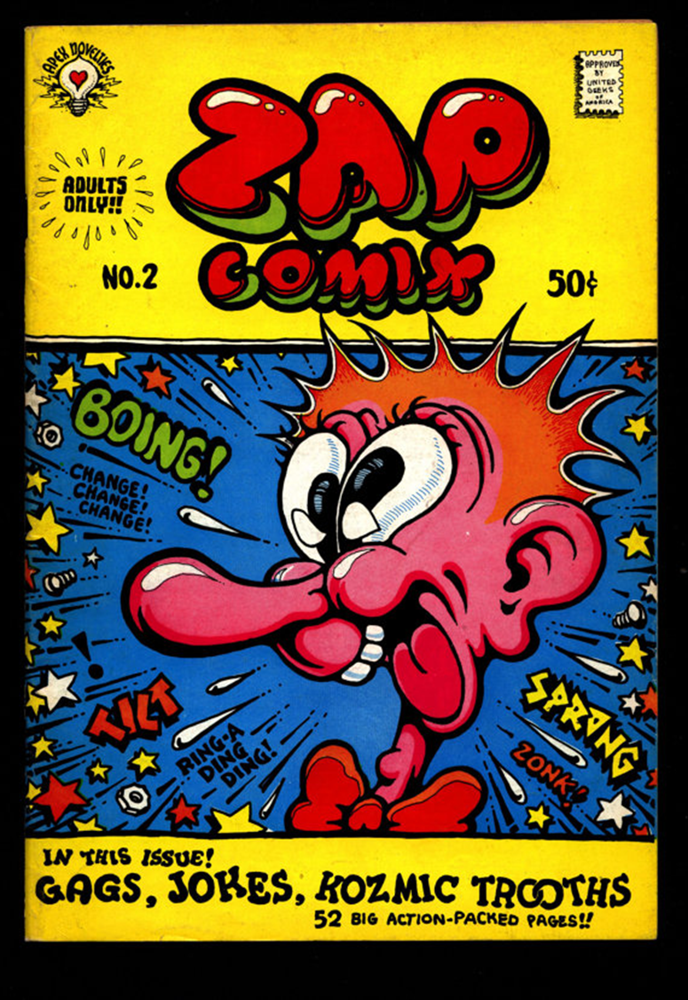 APEX NOVELTIES
APPROVED
BY
UNITED
GEEKS
OF
AMERICA
ZAP
COMIX
ADULTS
ONLY!!
NO.2
50¢
BOING!
CHANGE!
CHANGE!
CHANGE!
TILT
RING-A
DING
DING!
SPRONG
ZONK!!
IN THIS ISSUE!
GAGS, JOKES, KOZMIC TROOTHS
52 BIG ACTION-PACKED PAGES!!